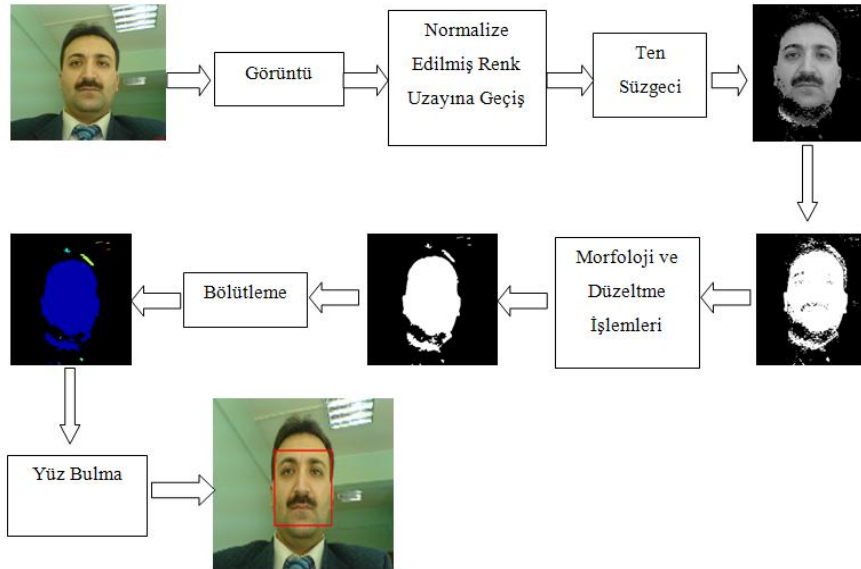 Görüntü
Normalize
Edilmiş Renk
Uzayına Geçiş
Ten
Süzgeci
Morfoloji ve
Düzeltme
İşlemleri
Bölütleme
Yüz Bulma